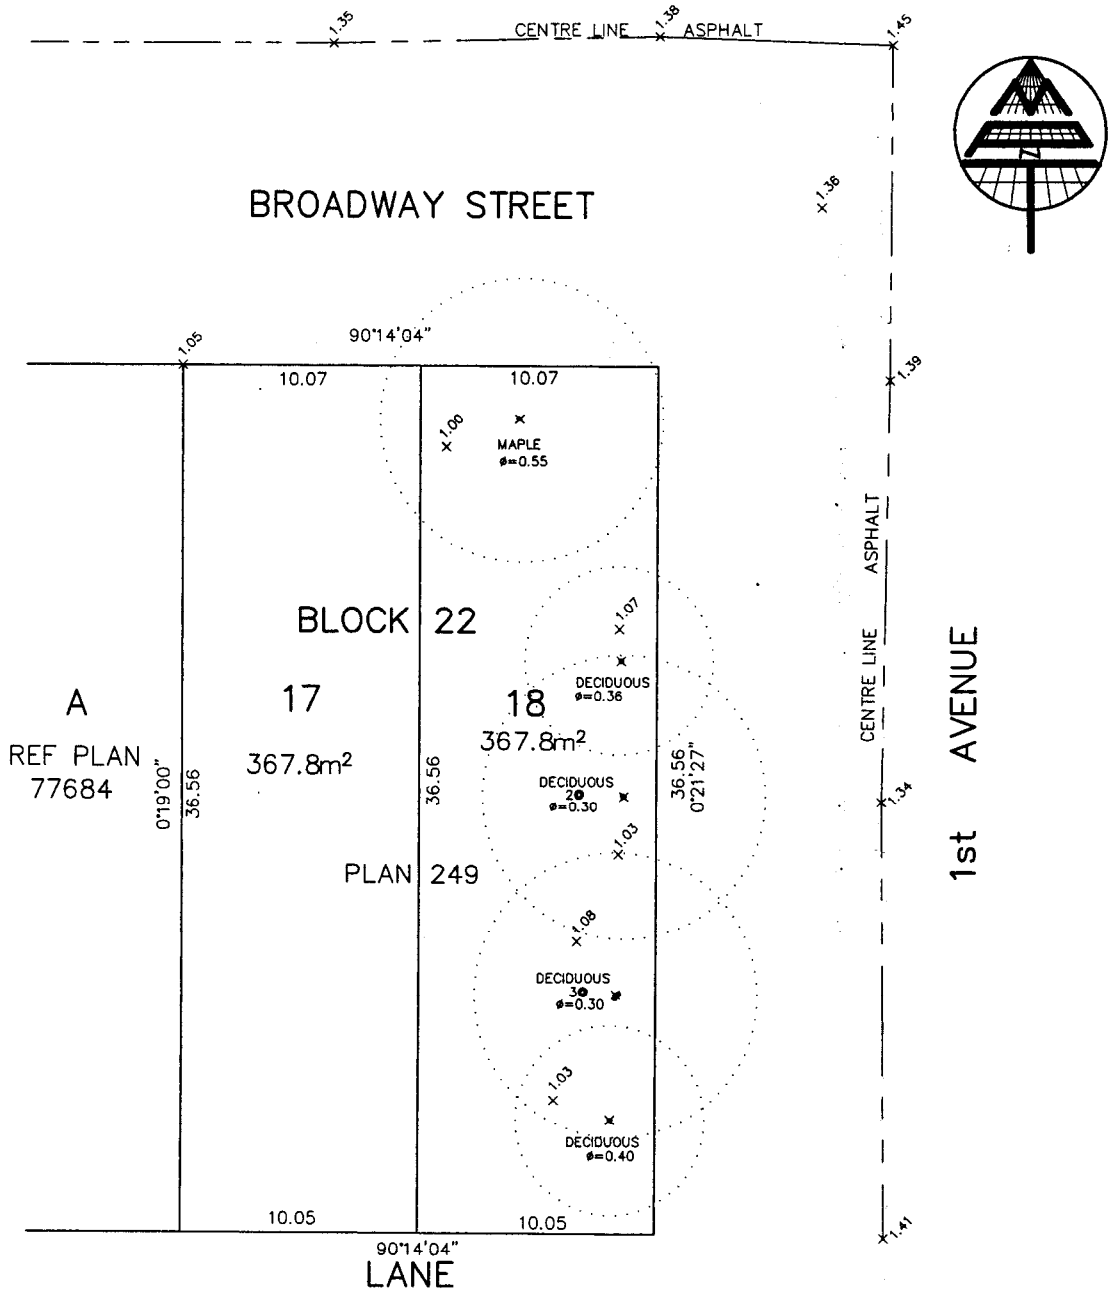 1.35
CENTRE LINE
1.38
ASPHALT
1.45
BROADWAY STREET
1.36
1.05
90°14'04"
10.07
10.07
1.39
1.00
MAPLE
ø=0.55
ASPHALT
BLOCK 22
1.07
DECIDUOUS
ø=0.36
A
17
18
367.8m²
REF PLAN
77684
367.8m²
0°19'00"
36.56
36.56
36.56
0°21'27"
CENTRE LINE
1st AVENUE
DECIDUOUS
2@
ø=0.30
1.34
1.03
PLAN 249
1.08
DECIDUOUS
3@
ø=0.30
1.03
DECIDUOUS
ø=0.40
10.05
10.05
1.41
90°14'04"
LANE